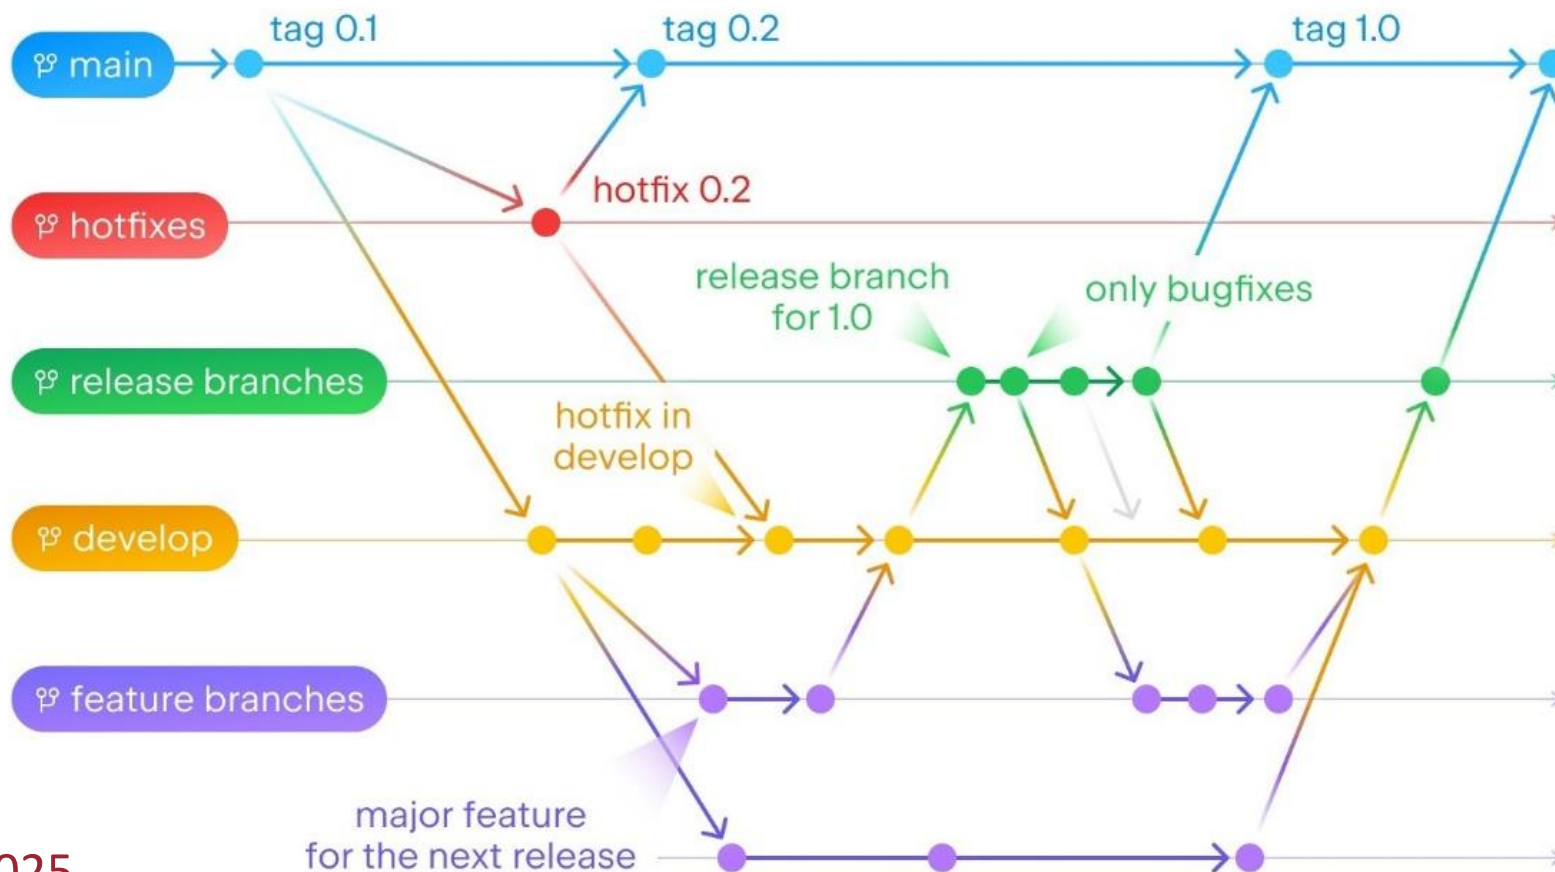 tag 0.1
tag 0.2
tag 1.0
main
hotfix 0.2
hotfixes
release branch
for 1.0
only bugfixes
release branches
hotfix in
develop
develop
feature branches
major feature
for the next release
025